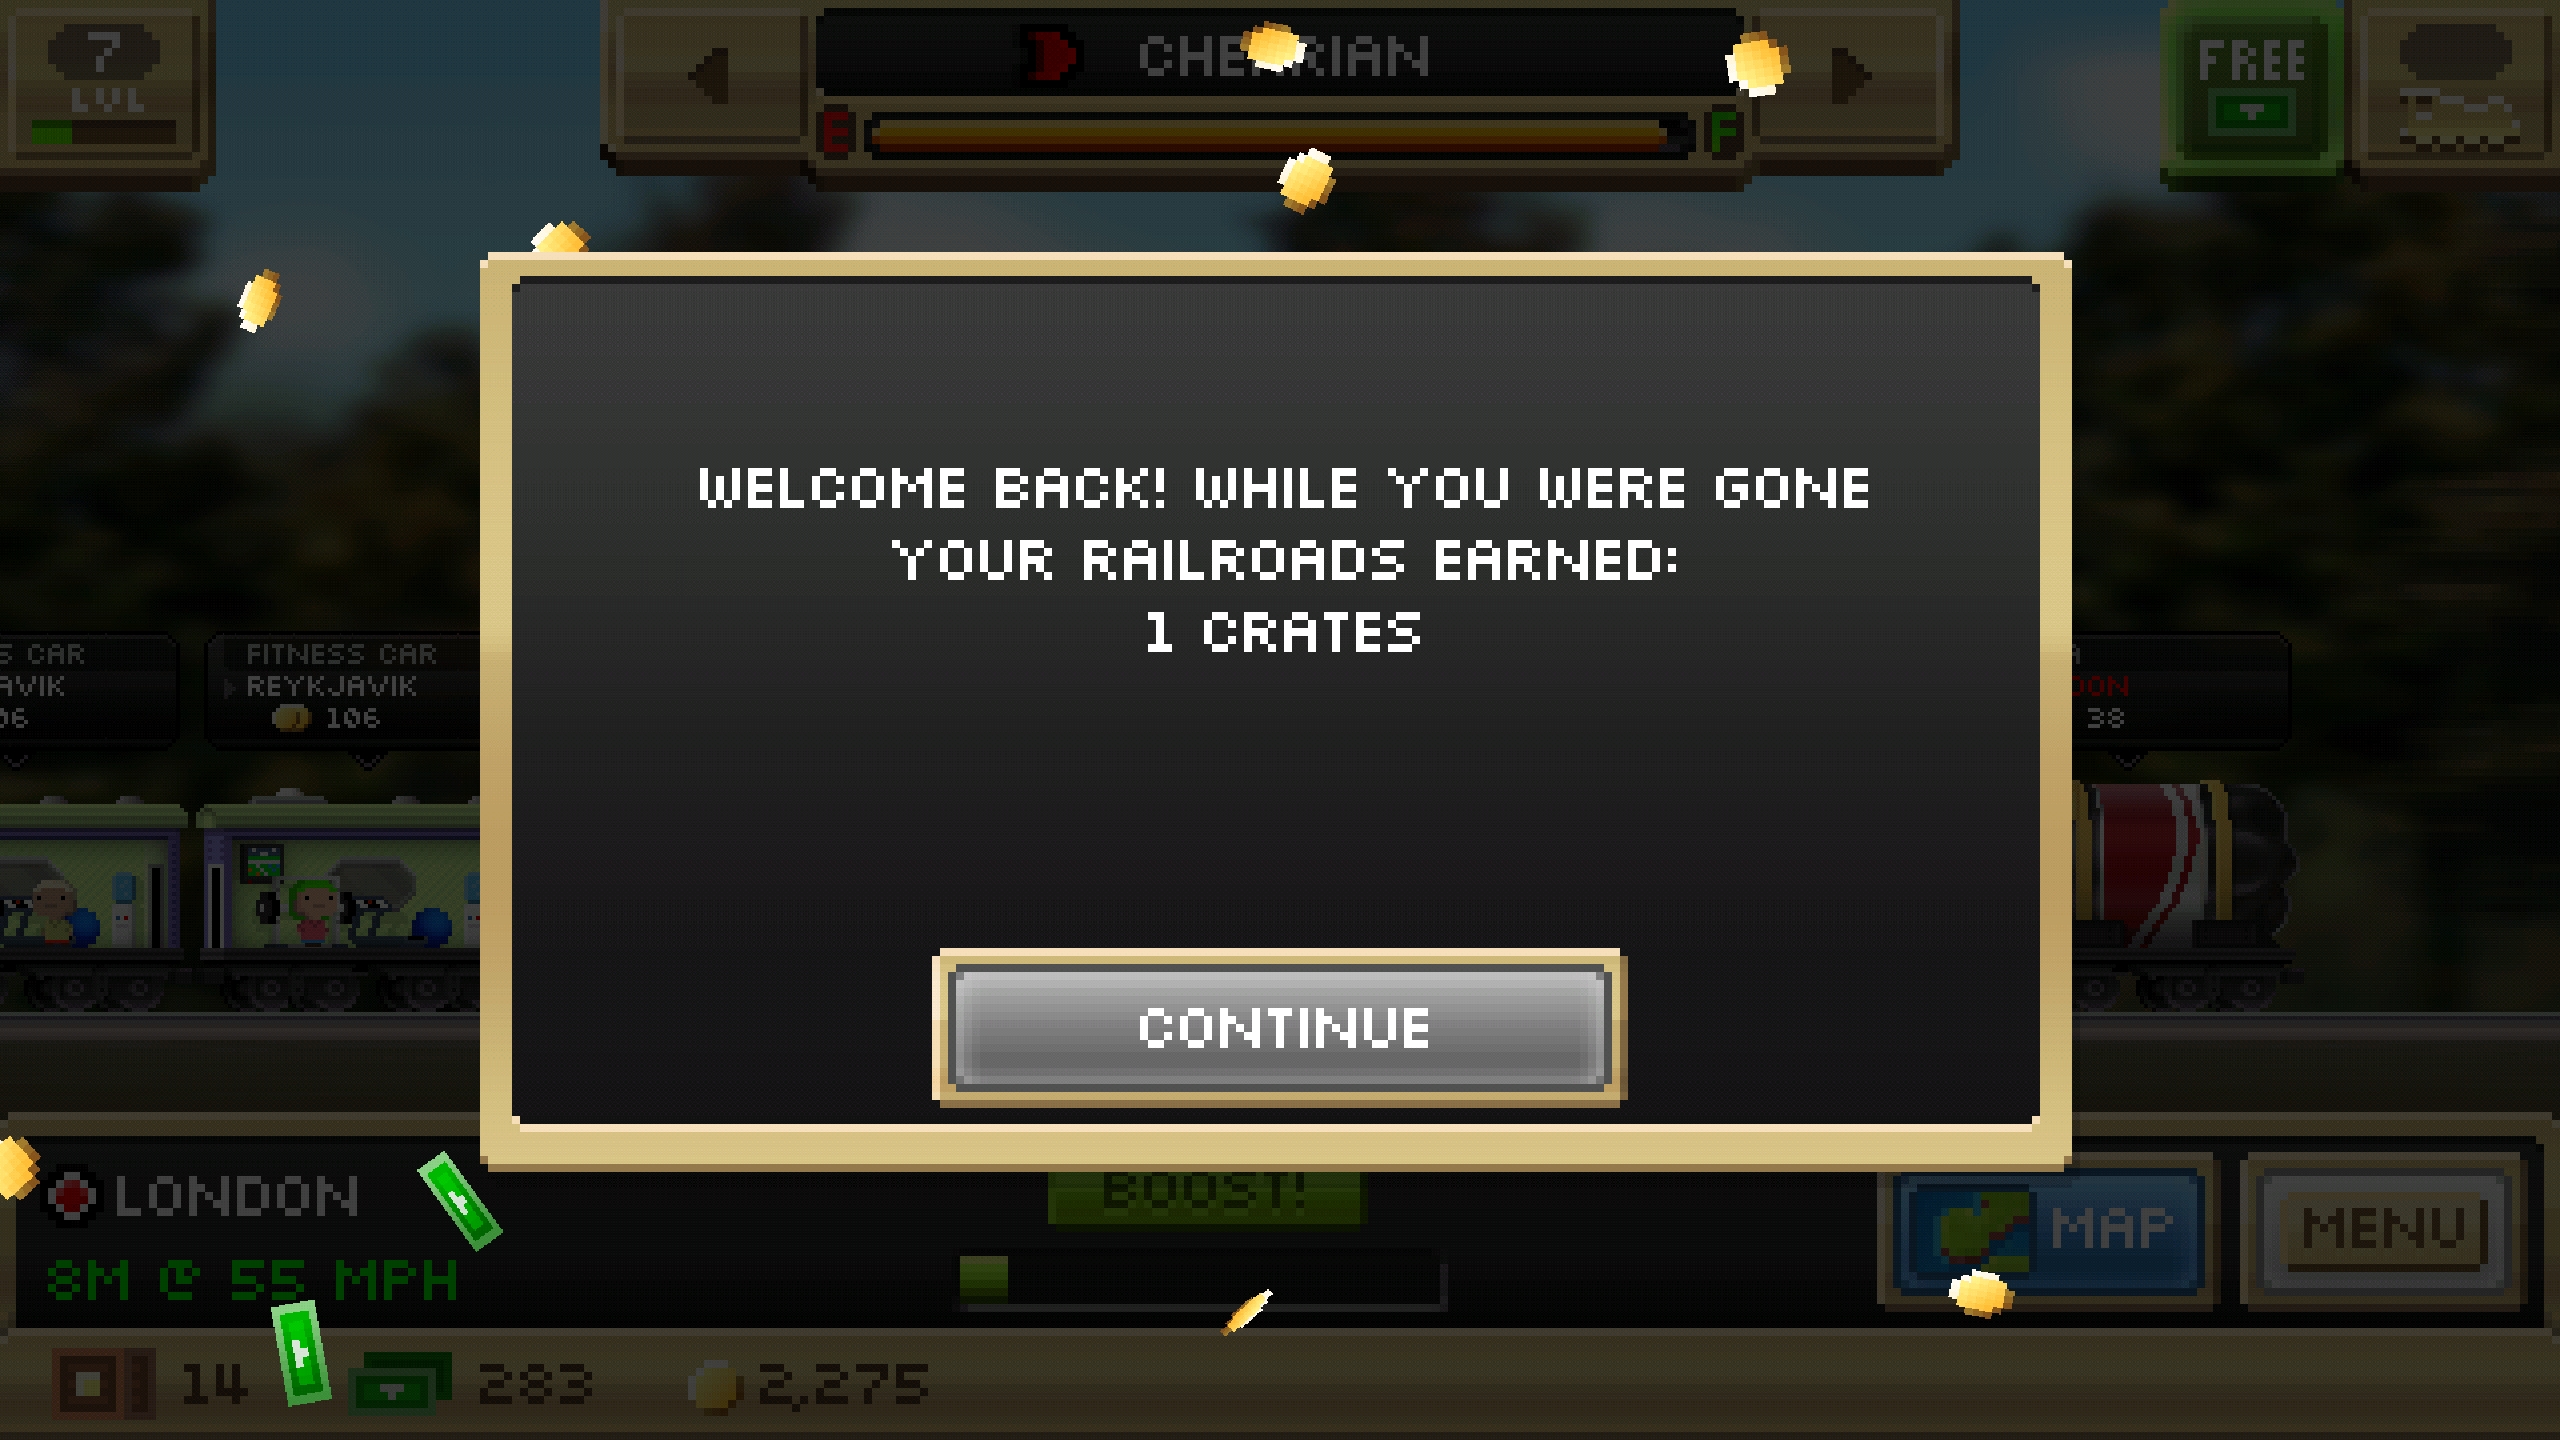 7
LVL
E
F
FREE
WELCOME BACK! WHILE YOU WERE GONE
YOUR RAILROADS EARNED:
1 CRATES
CAR
106
FITNESS CAR
REYKJAVIK
38
CONTINUE
LONDON
8M @ 55 MPH
BOOST!
MAP
MENU
14
283
2,275